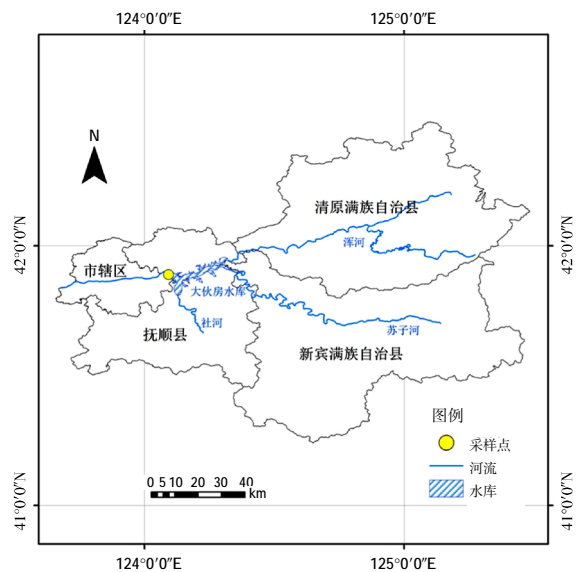 124°0′0″E 125°0′0″E
N
清原满族自治县
浑河
42°0′0″N 42°0′0″N
市辖区
大伙房水库
社河
抚顺县
苏子河
新宾满族自治县
图例
采样点
河流
水库
0 5 10 20 30 40
km
41°0′0″N 41°0′0″N
124°0′0″E 125°0′0″E